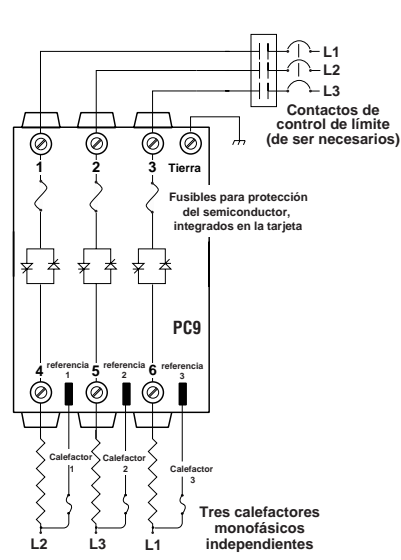 L1
L2
L3
Contactos de
control de límite
(de ser necesarios)
1
2
3
Tierra
Fusibles para protección
del semiconductor,
integrados en la tarjeta
PC9
4
referencia
1
5
referencia
2
6
referencia
3
Calefactor
1
Calefactor
2
Calefactor
3
Tres calefactores
monofásicos
independientes
L2
L3
L1